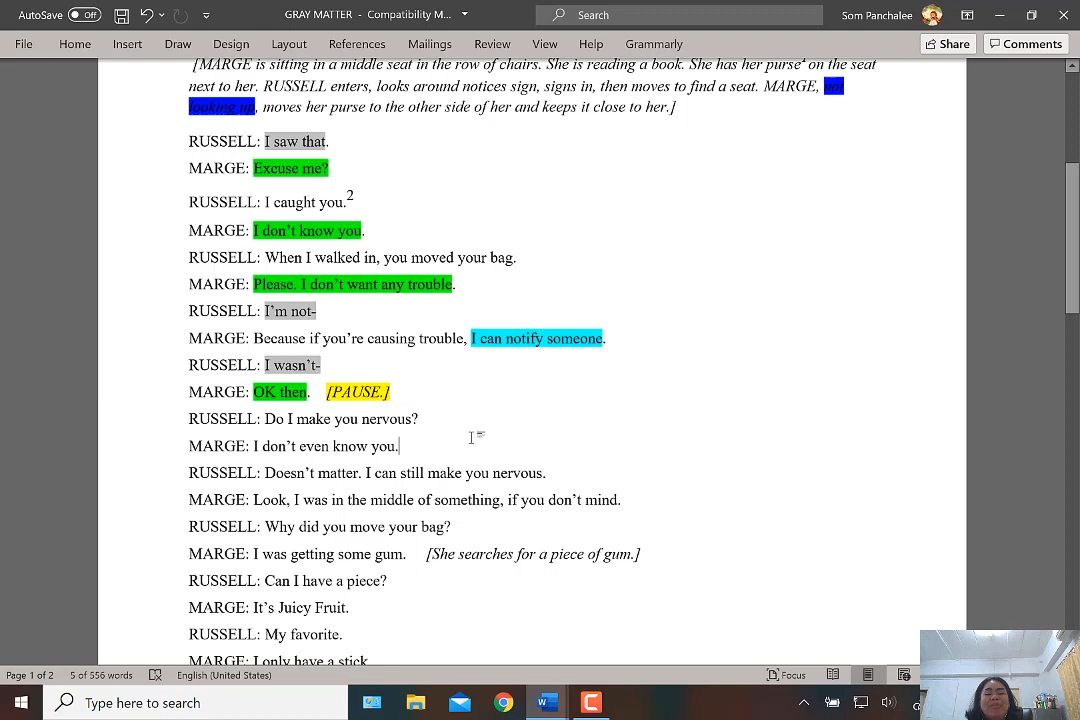 AutoSave Off GRAY MATTER - Compatibility M... Search Som Panchalee
File Home Insert Draw Design Layout References Mailings Review View Help Grammarly Share Comments
[MARGE is sitting in a middle seat in the row of chairs. She is reading a book. She has her purse1 on the seat
next to her. RUSSELL enters, looks around notices sign, signs in, then moves to find a seat. MARGE, not
looking up, moves her purse to the other side of her and keeps it close to her.]
RUSSELL: I saw that.
MARGE: Excuse me?
RUSSELL: I caught you.2
MARGE: I don't know you.
RUSSELL: When I walked in, you moved your bag.
MARGE: Please. I don't want any trouble.
RUSSELL: I'm not-
MARGE: Because if you're causing trouble, I can notify someone.
RUSSELL: I wasn't-
MARGE: OK then. [PAUSE.]
RUSSELL: Do I make you nervous?
MARGE: I don't even know you.
RUSSELL: Doesn't matter. I can still make you nervous.
MARGE: Look, I was in the middle of something, if you don't mind.
RUSSELL: Why did you move your bag?
MARGE: I was getting some gum. [She searches for a piece of gum.]
RUSSELL: Can I have a piece?
MARGE: It's Juicy Fruit.
RUSSELL: My favorite.
MARGE: I only have a stick
Page 1 of 2 5 of 556 words English (United States) Focus
Type here to search